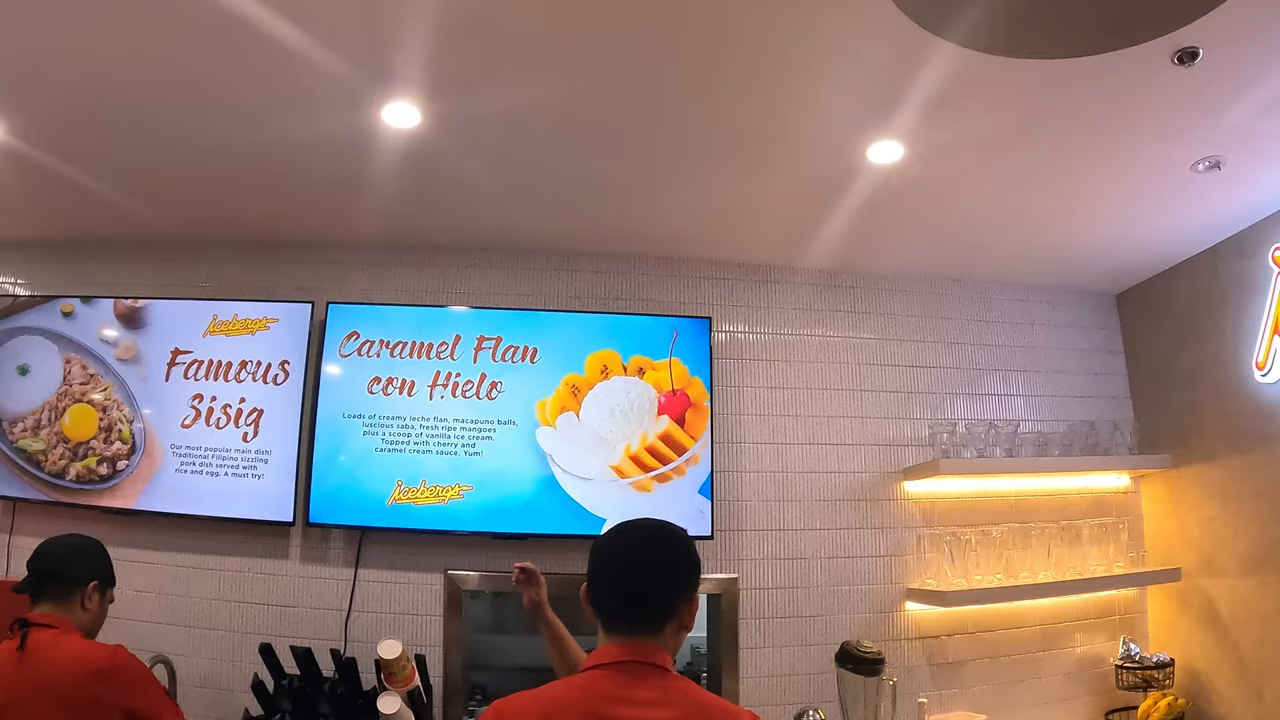 icebergs
Famous
Sisig
Our most popular main dish!
Traditional Filipino sizzling
pork dish served with
rice and egg. A must try!
Caramel Flan
con Hielo
Loads of creamy leche flan, macapuno balls,
luscious saba, fresh ripe mangoes
plus a scoop of vanilla ice cream.
Topped with cherry and
caramel cream sauce. Yum!
icebergs